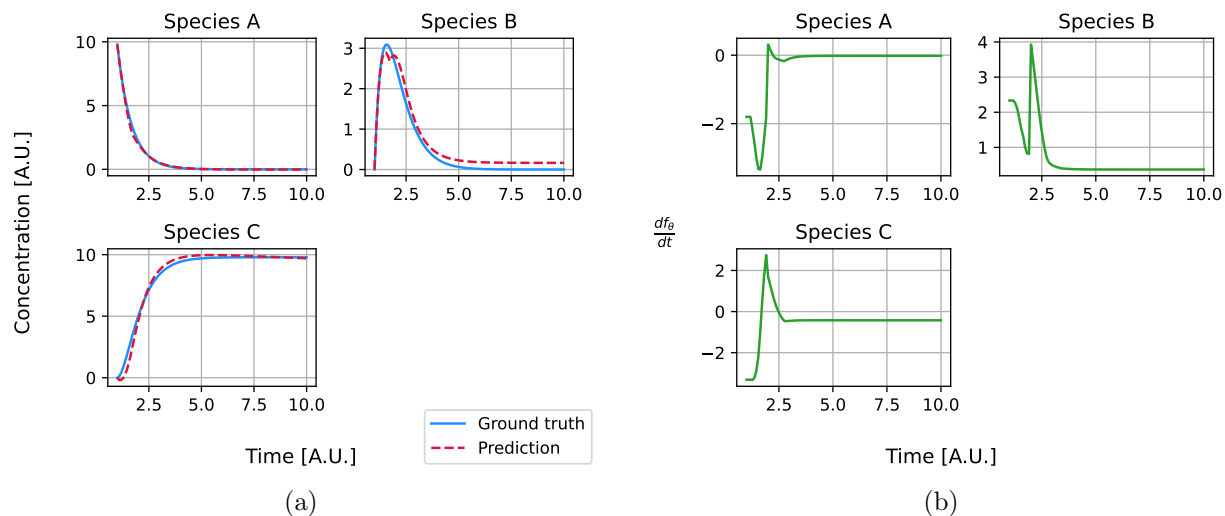 Species A
Species B
10
5
0
2.5 5.0 7.5 10.0
3
2
1
0
2.5 5.0 7.5 10.0
Species C
10
5
0
2.5 5.0 7.5 10.0
Concentration [A.U.]
Time [A.U.]
Ground truth
Prediction
(a)
Species A
Species B
0
−2
2.5 5.0 7.5 10.0
4
3
2
1
2.5 5.0 7.5 10.0
Species C
2
0
−2
2.5 5.0 7.5 10.0
df_θ
dt
Time [A.U.]
(b)